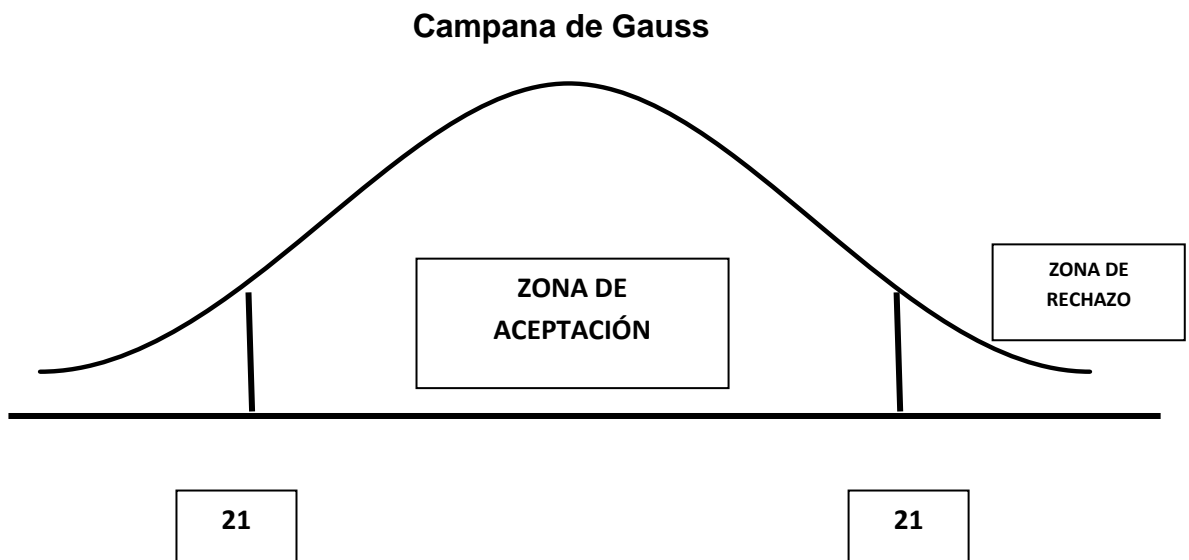 Campana de Gauss
ZONA DE
ACEPTACIÓN
ZONA DE
RECHAZO
21
21